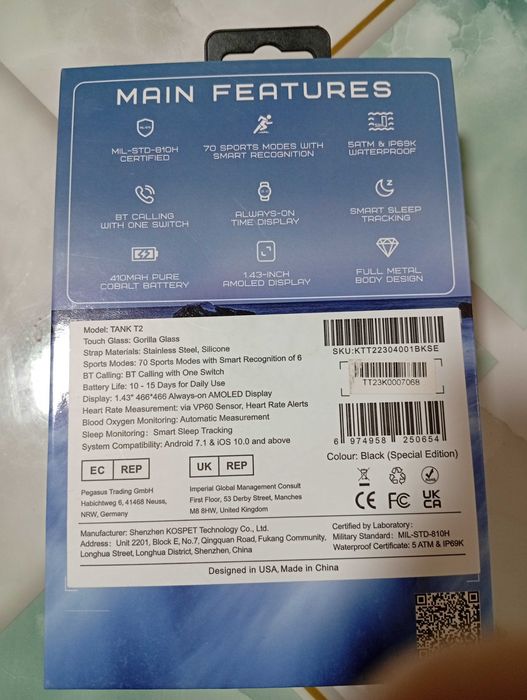 MAIN FEATURES
MIL-STD-810H
CERTIFIED
70 SPORTS MODES WITH
SMART RECOGNITION
5ATM & IP69K
WATERPROOF
BT CALLING
WITH ONE SWITCH
ALWAYS-ON
TIME DISPLAY
SMART SLEEP
TRACKING
410MAH PURE
COBALT BATTERY
1.43-INCH
AMOLED DISPLAY
FULL METAL
BODY DESIGN
Model: TANK T2
Touch Glass: Gorilla Glass
Strap Materials: Stainless Steel, Silicone
Sports Modes: 70 Sports Modes with Smart Recognition of 6
BT Calling: BT Calling with One Switch
Battery Life: 10 - 15 Days for Daily Use
Display: 1.43" 466*466 Always-on AMOLED Display
Heart Rate Measurement: via VP60 Sensor, Heart Rate Alerts
Blood Oxygen Monitoring: Automatic Measurement
Sleep Monitoring: Smart Sleep Tracking
System Compatibility: Android 7.1 & iOS 10.0 and above
SKU:KTT22304001BKSE
TT23K0007068
6 974958 250654
Colour: Black (Special Edition)
EC REP
Pegasus Trading GmbH
Habichtweg 6, 41468 Neuss,
NRW, Germany
UK REP
Imperial Global Management Consult
First Floor, 53 Derby Street, Manches
M8 8HW, United Kingdom
CE FC UK
CA
Manufacturer: Shenzhen KOSPET Technology Co., Ltd.
Address: Unit 2201, Block E, No.7, Qingquan Road, Fukang Community,
Longhua Street, Longhua District, Shenzhen, China
Certified by Laboratory:
Military Standard: MIL-STD-810H
Waterproof Certificate: 5 ATM & IP69K
Designed in USA, Made in China